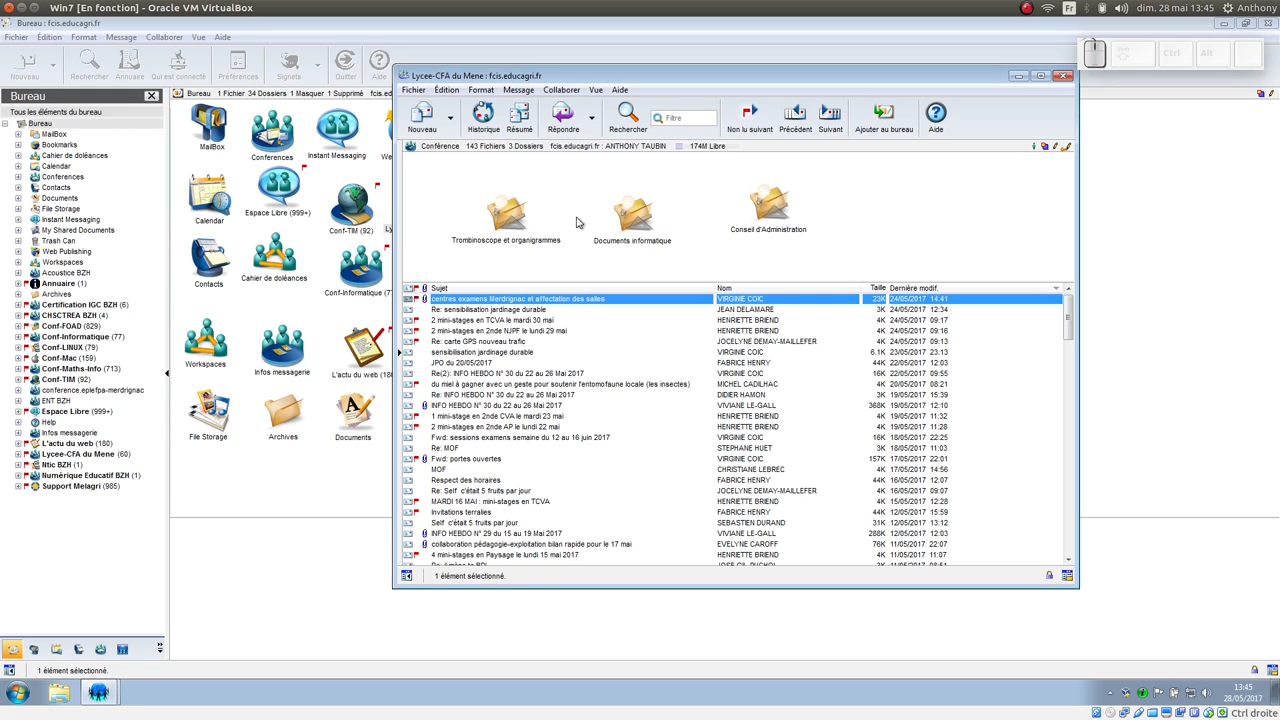 Win7 [En fonction] - Oracle VM VirtualBox
Fr
dim. 28 mai 13:45
Anthony
Bureau : fcis.educagri.fr
Fichier Édition Format Message Collaborer Vue Aide
Nouveau Rechercher Annuaire Qui est connecté Préférences Signets Quitter Aide
Ctrl Alt
Bureau
Tous les éléments du bureau
Bureau
MailBox
Bookmarks
Cahier de doléances
Calendar
Conferences
Contacts
Documents
File Storage
Instant Messaging
My Shared Documents
Trash Can
Web Publishing
Workspaces
Acoustice BZH
Annuaire (1)
Archives
Certification IGC BZH (6)
CHSCTREA BZH (4)
Conf-FOAD (829)
Conf-Informatique (77)
Conf-LINUX (79)
Conf-Mac (159)
Conf-Maths-Info (373)
Conf-TIM (92)
conference.eplefpa-merdrignac
ENT BZH
Espace Libre (999+)
Help
Infos messagerie
L'actu du web (180)
Lycee-CFA du Mene (60)
Ntic BZH (1)
Numérique Educatif BZH (1)
Support Melagri (985)
Bureau 1 Fichier 34 Dossiers 1 Masquer 1 Supprimé fcis.e
MailBox
Conferences
Instant Messaging
We
Calendar
Espace Libre (999+)
Conf-TIM (92)
Ly
Contacts
Cahier de doléances
Conf-Informatique (77
Workspaces
Infos messagerie
L'actu du web (180
File Storage
Archives
Documents
1 élément sélectionné.
Lycee-CFA du Mene : fcis.educagri.fr
Fichier Édition Format Message Collaborer Vue Aide
Nouveau Historique Résumé Répondre Rechercher Filtre Non lu suivant Précédent Suivant Ajouter au bureau Aide
Conférence 143 Fichiers 3 Dossiers fcis.educagri.fr : ANTHONY TAUBIN 174M Libre
Trombinoscope et organigrammes
Documents informatique
Conseil d'Administration
Sujet Nom Taille Dernière modif.
centres examens Merdrignac et affectation des salles VIRGINE COIC 23K 24/05/2017 14:41
Re: sensibilisation jardinage durable JEAN DELAMARE 3K 24/05/2017 12:34
2 mini-stages en TCVA le mardi 30 mai HENRIETTE BRIEND 4K 24/05/2017 09:17
2 mini-stages en 2nde NJPF le lundi 29 mai HENRIETTE BRIEND 4K 24/05/2017 09:16
Re: carte GPS nouveau trafic JOCELYNE DEMAY-MAILLEFER 4K 24/05/2017 09:13
sensibilisation jardinage durable VIRGINE COIC 6.1K 23/05/2017 23:13
JPO du 20/05/2017 FABRICE HENRY 44K 22/05/2017 12:03
Re(2): INFO HEBDO N° 30 du 22 au 26 Mai 2017 VIRGINE COIC 16K 22/05/2017 09:55
du miel à gagner avec un geste pour soutenir l'entomofaune locale (les insectes) MICHEL CADILHAC 4K 20/05/2017 08:21
Re: INFO HEBDO N° 30 du 22 au 26 Mai 2017 DIDIER HAMON 3K 19/05/2017 15:39
INFO HEBDO N° 30 du 22 au 26 Mai 2017 VIVIANE LE-GALL 368K 19/05/2017 12:10
1 mini-stage en 2nde CVA le mardi 23 mai HENRIETTE BRIEND 4K 19/05/2017 11:32
2 mini-stages en 2nde AP le lundi 22 mai HENRIETTE BRIEND 4K 19/05/2017 11:28
Fwd: sessions examens semaine du 12 au 16 juin 2017 VIRGINE COIC 16K 18/05/2017 22:25
Re: MOF STEPHANE HUET 3K 18/05/2017 11:03
Fwd: portes ouvertes VIRGINE COIC 157K 17/05/2017 22:01
MOF CHRISTIANE LEBREC 4K 17/05/2017 14:56
Respect des horaires FABRICE HENRY 44K 17/05/2017 12:07
Re: Self c'était 5 fruits par jour JOCELYNE DEMAY-MAILLEFER 4K 16/05/2017 09:07
MARDI 16 MAI : mini-stages en TCVA HENRIETTE BRIEND 4K 15/05/2017 12:28
Invitations terralies FABRICE HENRY 44K 12/05/2017 15:59
Self c'était 5 fruits par jour SEBASTIEN DURAND 31K 12/05/2017 13:12
INFO HEBDO N° 29 du 15 au 19 Mai 2017 VIVIANE LE-GALL 288K 12/05/2017 12:03
collaboration pédagogie-exploitation bilan rapide pour le 17 mai EVELYNE CAROFF 76K 11/05/2017 22:07
4 mini-stages en Paysage le lundi 15 mai 2017 HENRIETTE BRIEND 4K 11/05/2017 11:07
1 élément sélectionné.
13:45
28/05/2017
Ctrl droite